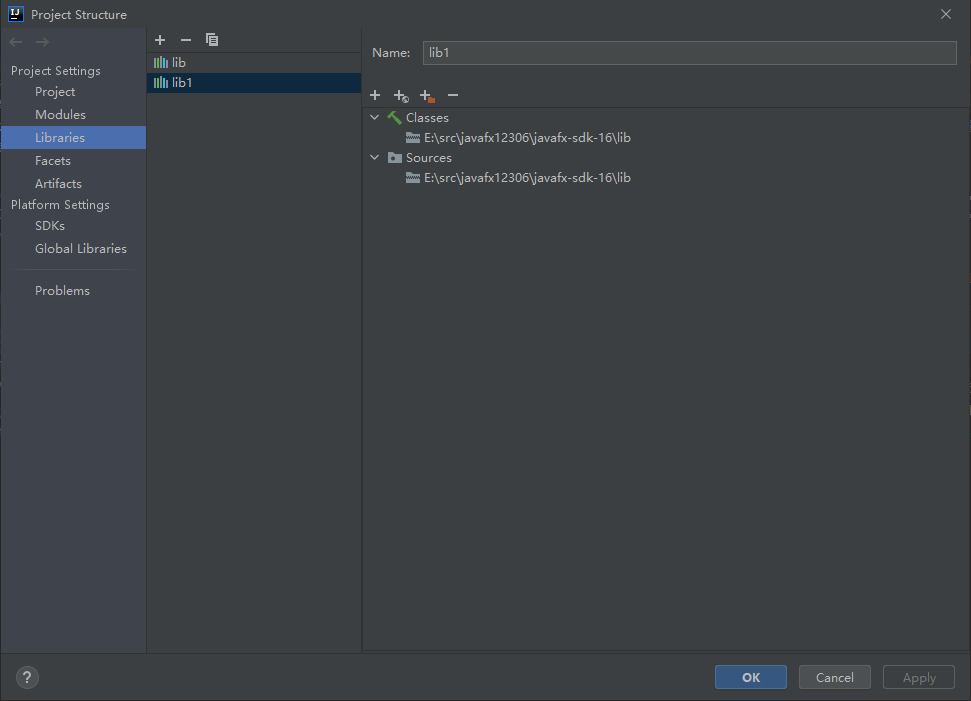 Project Structure
Project Settings
Project
Modules
Libraries
Facets
Artifacts
Platform Settings
SDKs
Global Libraries
Problems
lib
lib1
Name: lib1
Classes
E:\src\javafx12306\javafx-sdk-16\lib
Sources
E:\src\javafx12306\javafx-sdk-16\lib
?
OK Cancel Apply